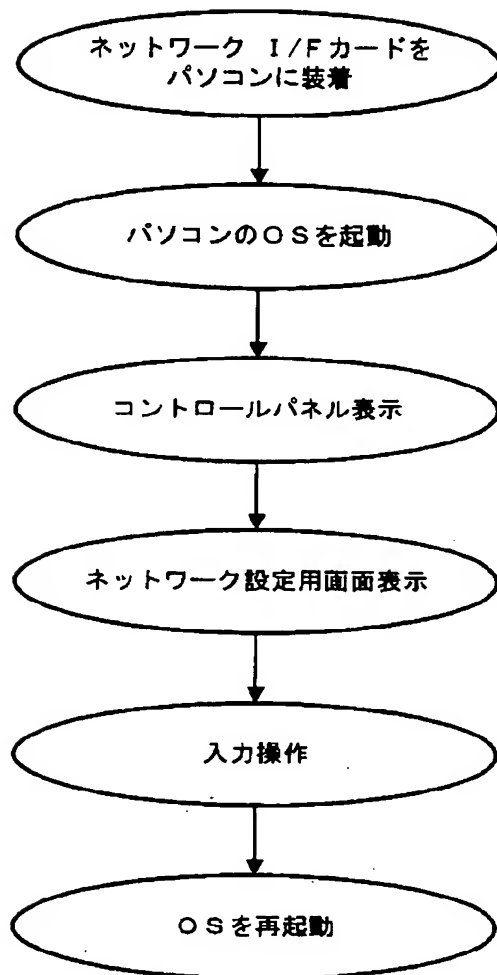 ネットワーク Ｉ/Ｆカードを
パソコンに装着
パソコンのＯＳを起動
コントロールパネル表示
ネットワーク設定用画面表示
入力操作
ＯＳを再起動